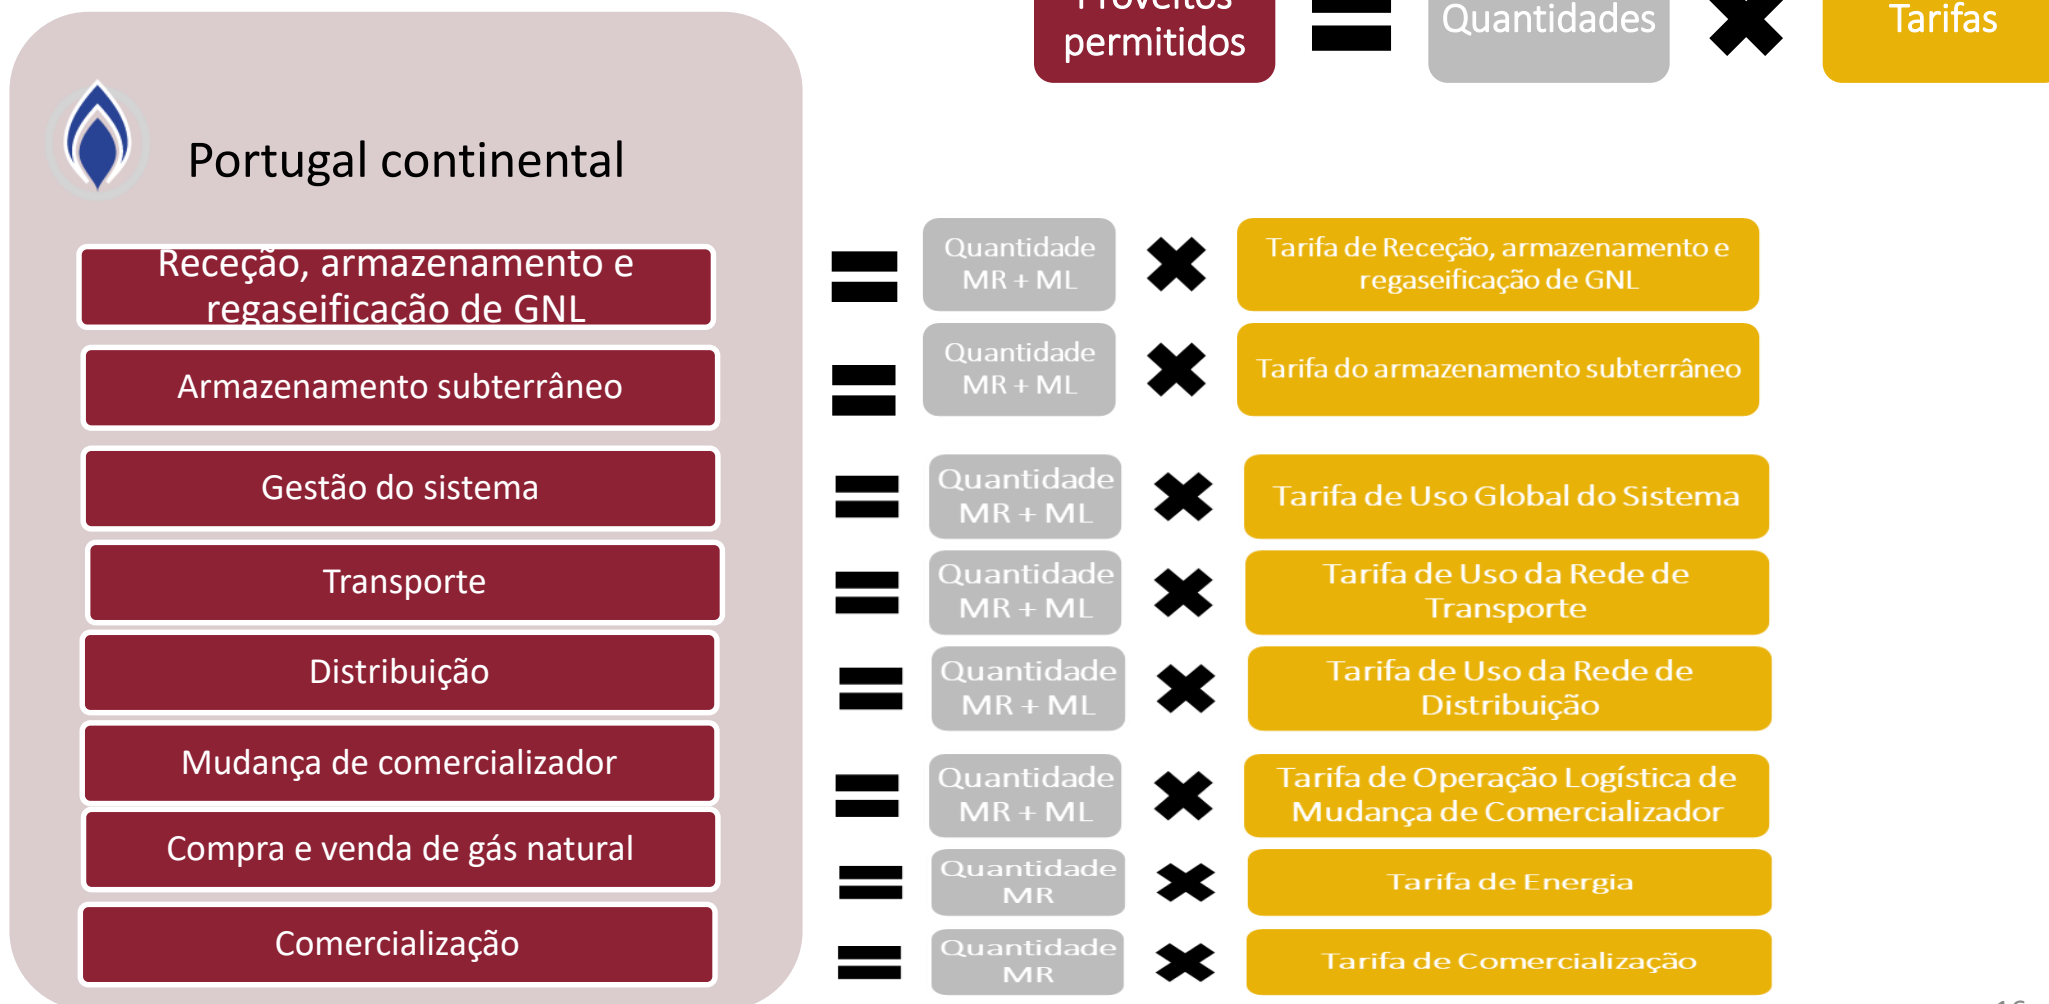 Proveitos
permitidos
Quantidades
Tarifas
Portugal continental
Receção, armazenamento e
regaseificação de GNL
Quantidade
MR + ML
Tarifa de Receção, armazenamento e
regaseificação de GNL
Armazenamento subterrâneo
Quantidade
MR + ML
Tarifa do armazenamento subterrâneo
Gestão do sistema
Quantidade
MR + ML
Tarifa de Uso Global do Sistema
Transporte
Quantidade
MR + ML
Tarifa de Uso da Rede de
Transporte
Distribuição
Quantidade
MR + ML
Tarifa de Uso da Rede de
Distribuição
Mudança de comercializador
Quantidade
MR + ML
Tarifa de Operação Logística de
Mudança de Comercializador
Compra e venda de gás natural
Quantidade
MR
Tarifa de Energia
Comercialização
Quantidade
MR
Tarifa de Comercialização